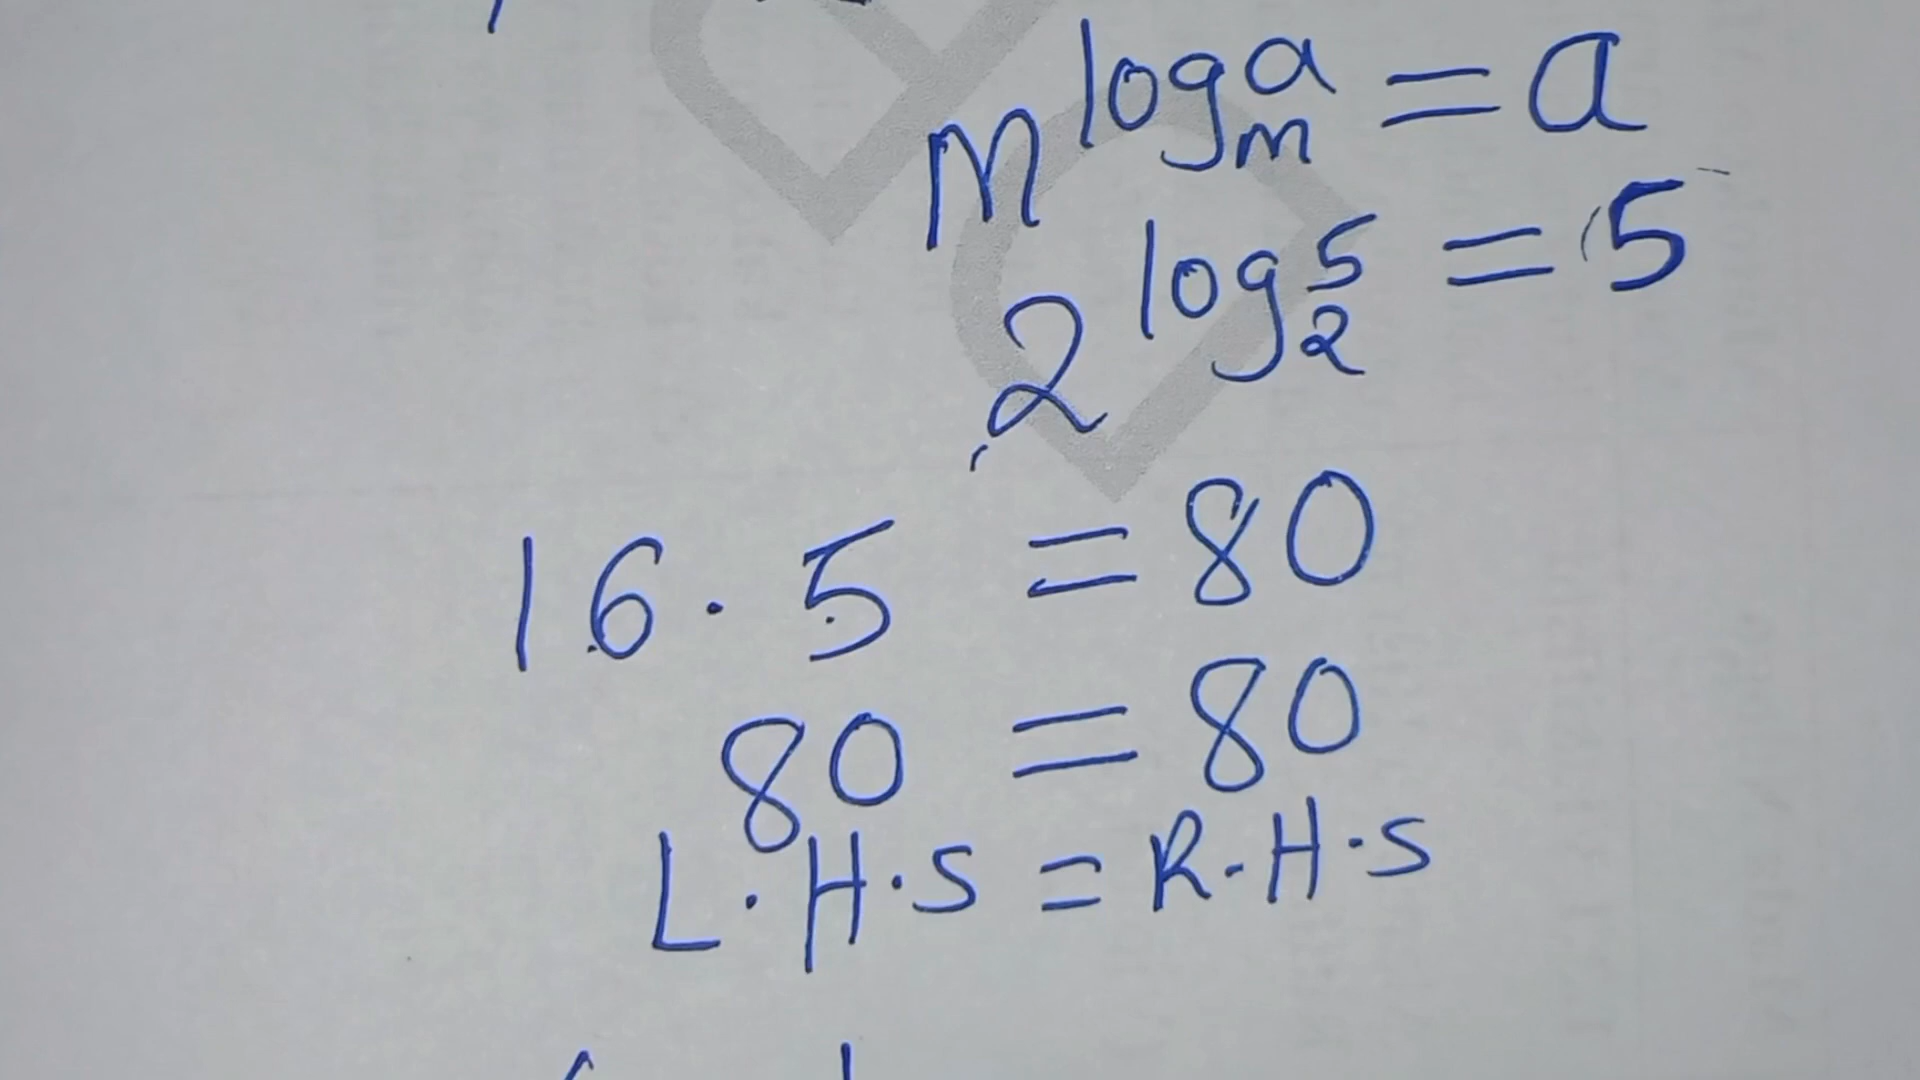 m^log_m^a = a
2^log_2^5 = 5
16 · 5 = 80
80 = 80
L.H.S = R.H.S